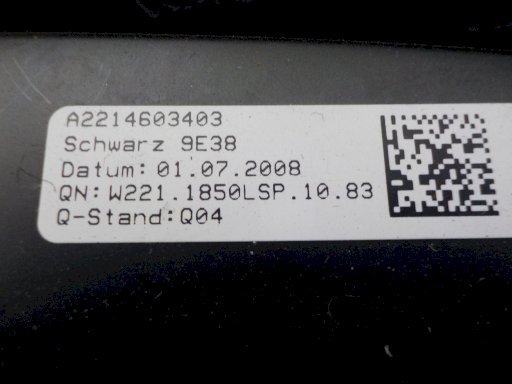 A2214603403
Schwarz 9E38
Datum: 01.07.2008
QN: W221.1850LSP.10.83
Q-Stand:Q04